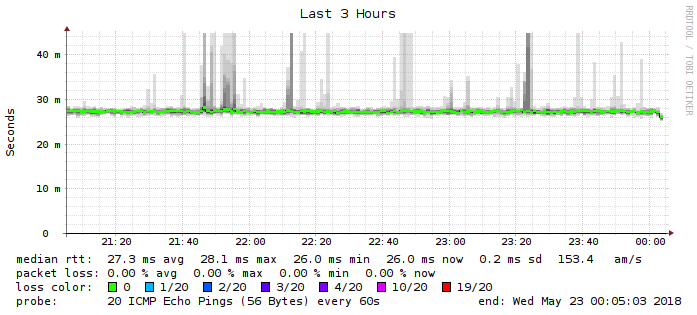 Last 3 Hours
RRDTOOL / TOBI OETIKER
Seconds
40 m
30 m
20 m
10 m
0
21:20 21:40 22:00 22:20 22:40 23:00 23:20 23:40 00:00
median rtt: 27.3 ms avg 28.1 ms max 26.0 ms min 26.0 ms now 0.2 ms sd 153.4 am/s
packet loss: 0.00 % avg 0.00 % max 0.00 % min 0.00 % now
loss color: 0 1/20 2/20 3/20 4/20 10/20 19/20
probe: 20 ICMP Echo Pings (56 Bytes) every 60s end: Wed May 23 00:05:03 2018